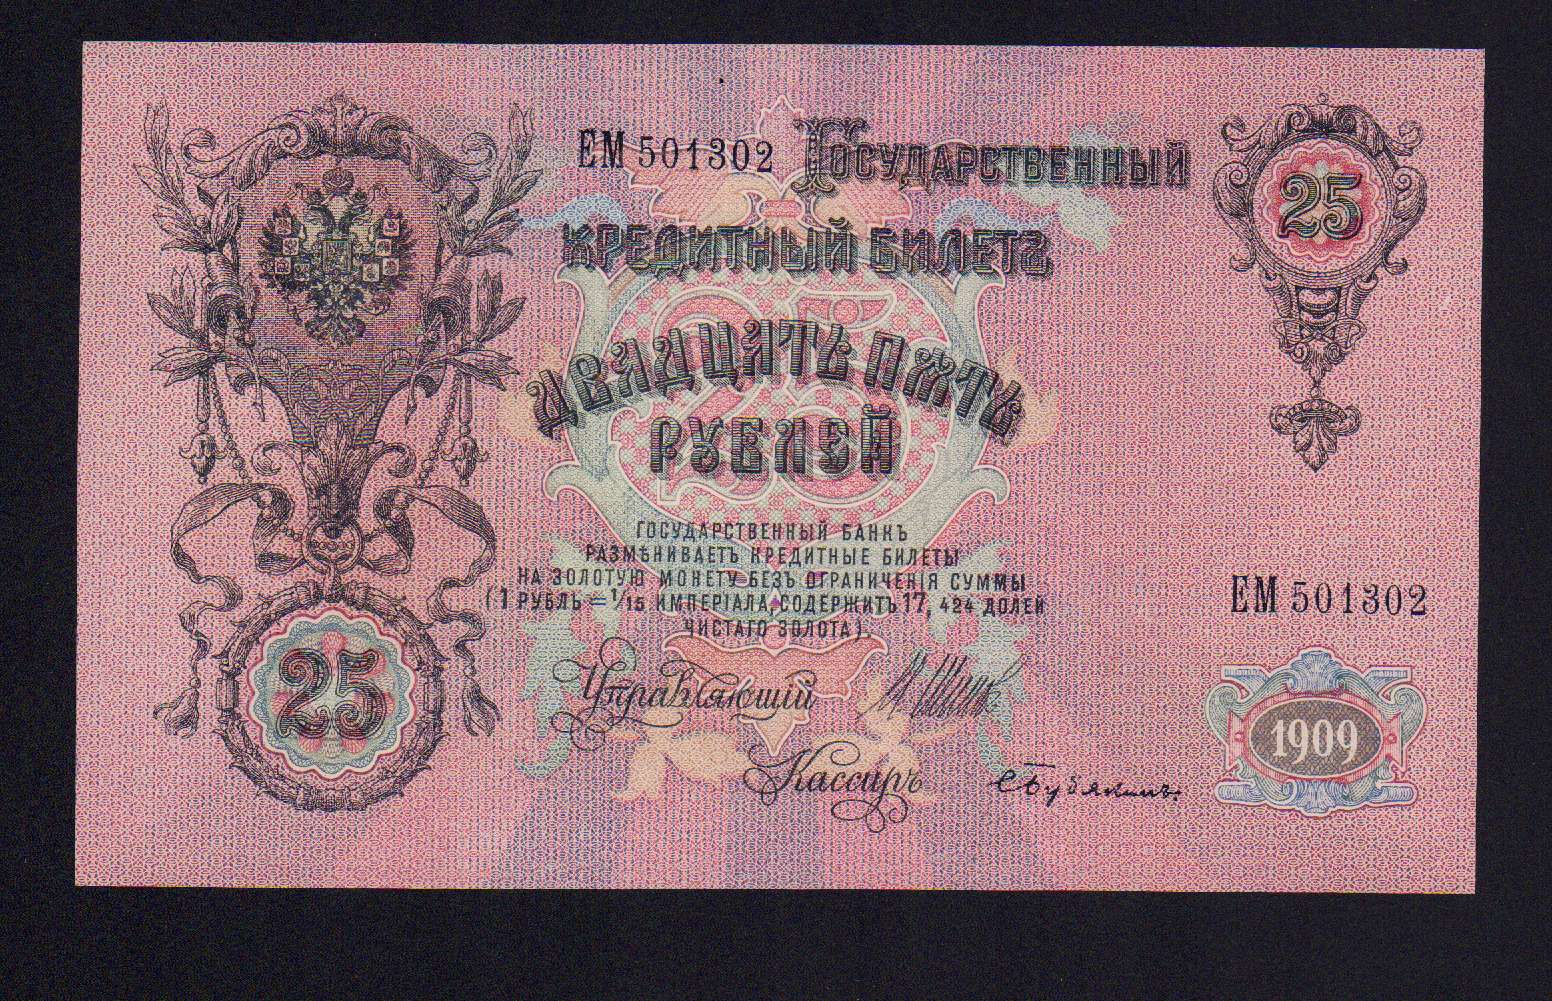 ЕМ 501302
ГОСУДАРСТВЕННЫЙ
КРЕДИТНЫЙ БИЛЕТЪ
25
ДВАДЦАТЬ ПЯТЬ
РУБЛЕЙ
25
ГОСУДАРСТВЕННЫЙ БАНКЪ
РАЗМѢНИВАЕТЪ КРЕДИТНЫЕ БИЛЕТЫ
НА ЗОЛОТУЮ МОНЕТУ БЕЗЪ ОГРАНИЧЕНІЯ СУММЫ
(1 РУБЛЬ = 1/15 ИМПЕРІАЛА, СОДЕРЖИТЪ 17, 424 ДОЛЕЙ
ЧИСТАГО ЗОЛОТА).
ЕМ 501302
25
Управляющій
Кассиръ
1909